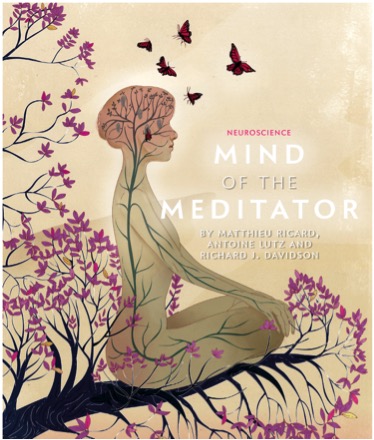 NEUROSCIENCE
MIND
OF THE
MEDITATOR
BY MATTHIEU RICARD,
ANTOINE LUTZ AND
RICHARD J. DAVIDSON